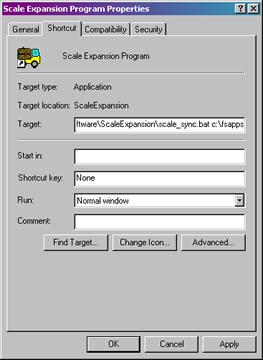 Scale Expansion Program Properties
General Shortcut Compatibility Security
Scale Expansion Program
Target type: Application
Target location: ScaleExpansion
Target: ftware\ScaleExpansion\scale_sync.bat c:\fsapps
Start in:
Shortcut key: None
Run: Normal window
Comment:
Find Target... Change Icon... Advanced...
OK Cancel Apply